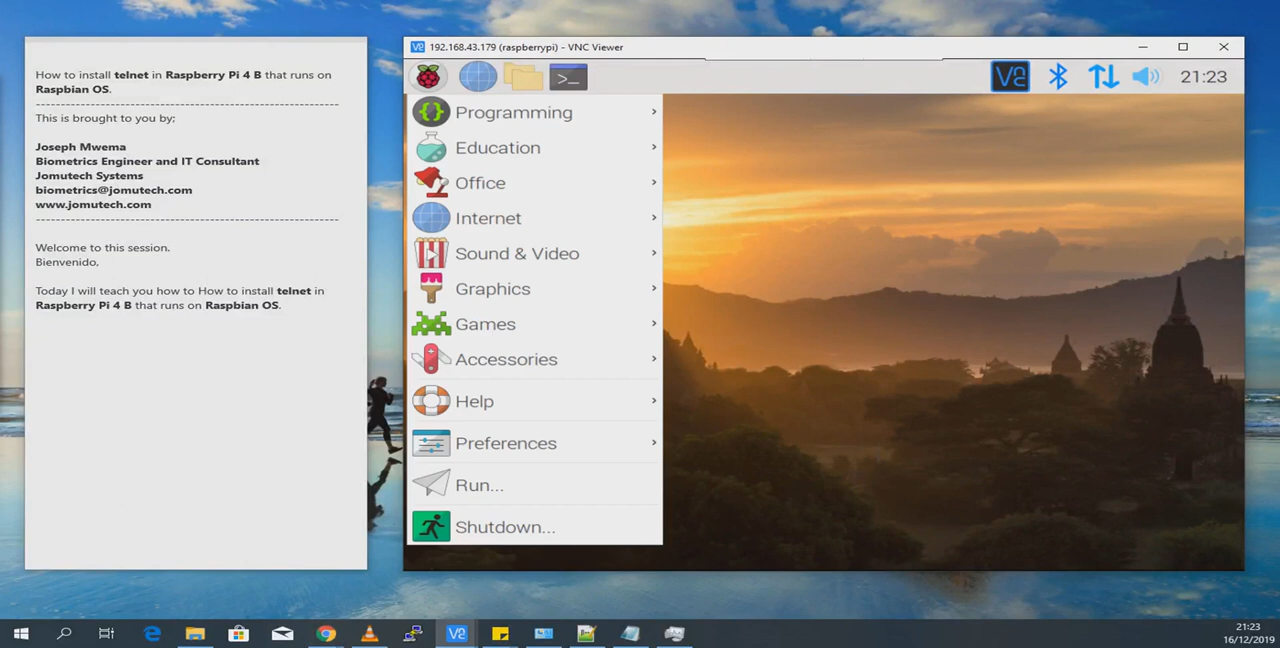 How to install telnet in Raspberry Pi 4 B that runs on
Raspbian OS.
------------------------------------------------------------
This is brought to you by;
Joseph Mwema
Biometrics Engineer and IT Consultant
Jomutech Systems
biometrics@jomutech.com
www.jomutech.com
------------------------------------------------------------
Welcome to this session.
Bienvenido,
Today I will teach you how to How to install telnet in
Raspberry Pi 4 B that runs on Raspbian OS.
192.168.43.179 (raspberrypi) - VNC Viewer
21:23
Programming
Education
Office
Internet
Sound & Video
Graphics
Games
Accessories
Help
Preferences
Run...
Shutdown...
21:23
16/12/2019